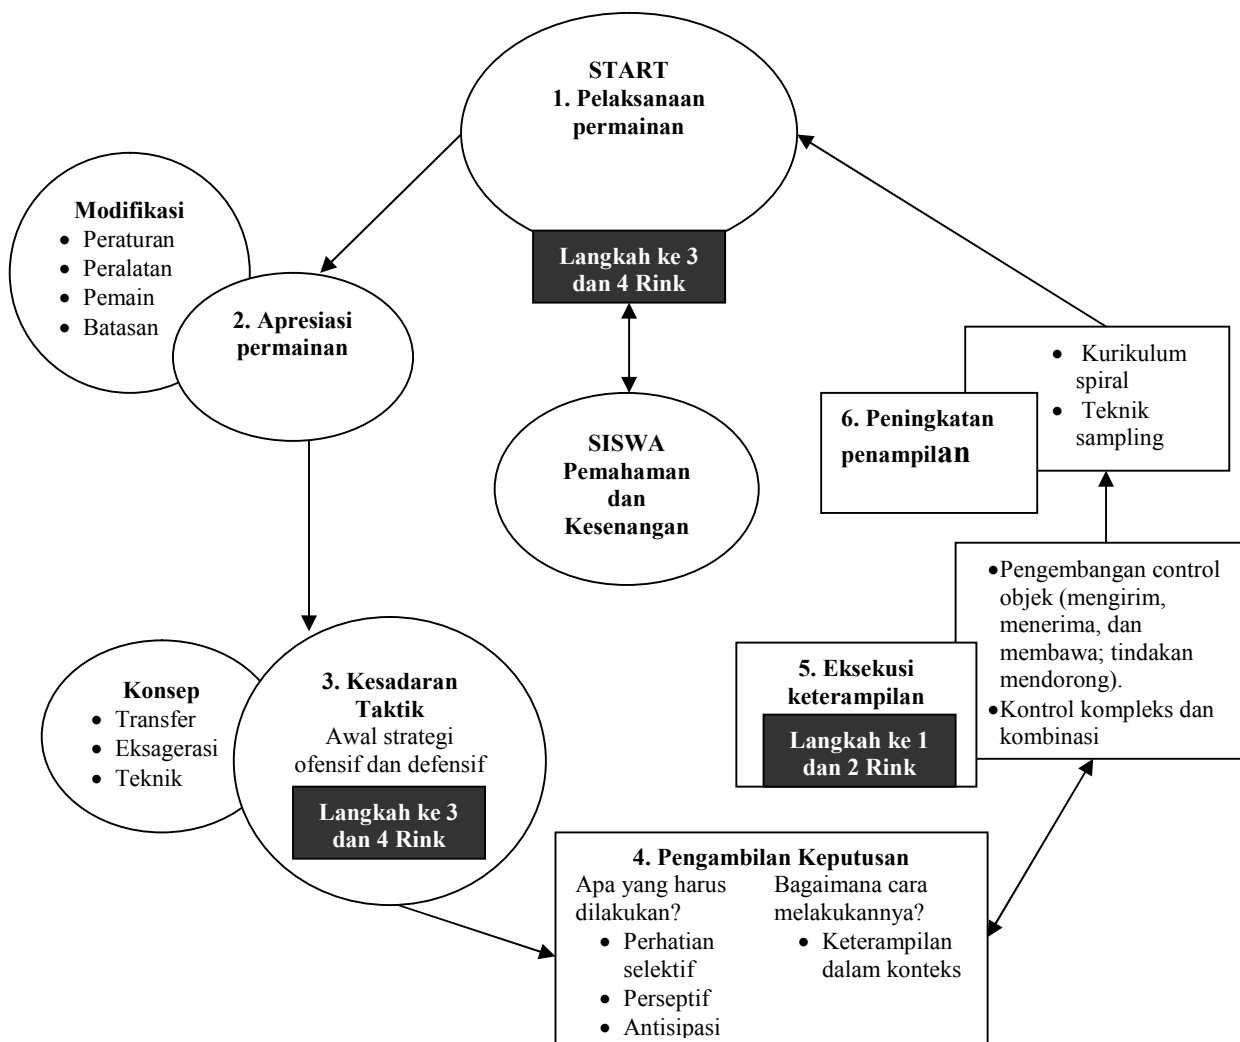 START
1. Pelaksanaan
permainan
Langkah ke 3
dan 4 Rink
Modifikasi
• Peraturan
• Peralatan
• Pemain
• Batasan
2. Apresiasi
permainan
SISWA
Pemahaman
dan
Kesenangan
• Kurikulum
spiral
• Teknik
sampling
6. Peningkatan
penampilan
•Pengembangan control
objek (mengirim,
menerima, dan
membawa; tindakan
mendorong).
•Kontrol kompleks dan
kombinasi
5. Eksekusi
keterampilan
Langkah ke 1
dan 2 Rink
Konsep
• Transfer
• Eksagerasi
• Teknik
3. Kesadaran
Taktik
Awal strategi
ofensif dan defensif
Langkah ke 3
dan 4 Rink
4. Pengambilan Keputusan
Apa yang harus
dilakukan?
• Perhatian
selektif
• Perseptif
• Antisipasi
Bagaimana cara
melakukannya?
• Keterampilan
dalam konteks